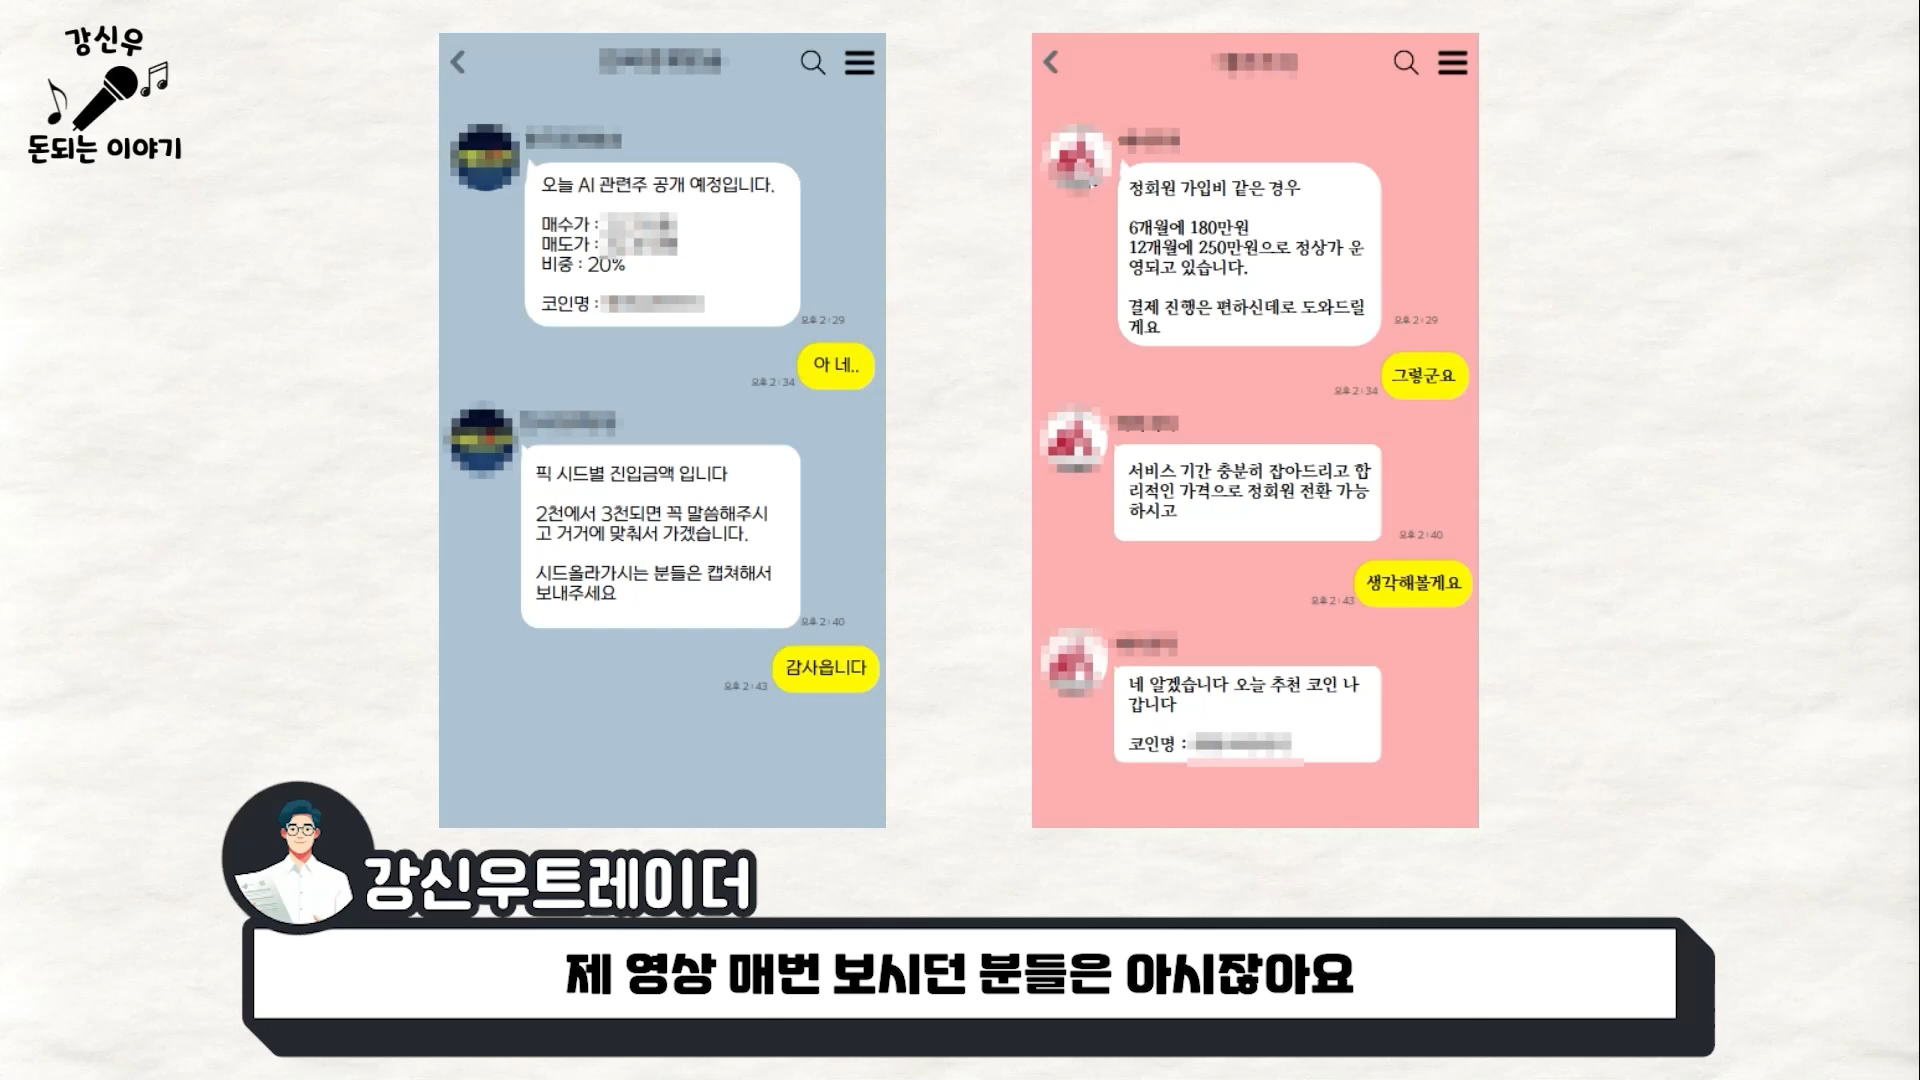 강신우
돈되는 이야기
오늘 AI 관련주 공개 예정입니다.
매수가 :
매도가 :
비중 : 20%
코인명 :
오후 2:29
아 네..
오후 2:34
픽 시드별 진입금액 입니다
2천에서 3천되면 꼭 말씀해주시
고 거거에 맞춰서 가겠습니다.
시드올라가시는 분들은 캡쳐해서
보내주세요
오후 2:40
감사읍니다
오후 2:43
정회원 가입비 같은 경우
6개월에 180만원
12개월에 250만원으로 정상가 운
영되고 있습니다.
결제 진행은 편하신데로 도와드릴
게요
오후 2:29
그렇군요
오후 2:34
서비스 기간 충분히 잡아드리고 합
리적인 가격으로 정회원 전환 가능
하시고
오후 2:40
생각해볼게요
오후 2:43
네 알겠습니다 오늘 추천 코인 나
갑니다
코인명 :
강신우트레이더
제 영상 매번 보시던 분들은 아시잖아요